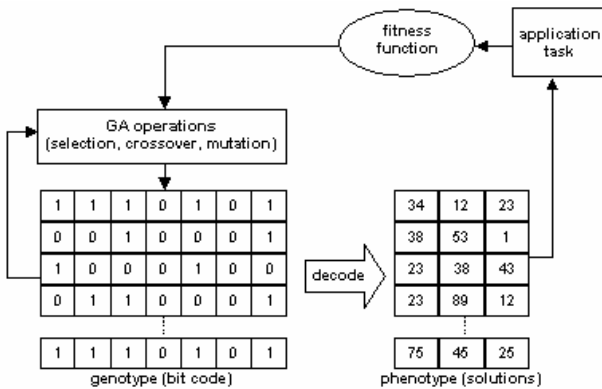 fitness
function
application
task
GA operations
(selection, crossover, mutation)
1 1 1 0 1 0 1
0 0 1 0 0 0 1
1 0 0 0 1 0 0
0 1 1 0 0 0 1
1 1 1 0 1 0 1
genotype (bit code)
decode
34 12 23
38 53 1
23 38 43
23 89 12
75 45 25
phenotype (solutions)